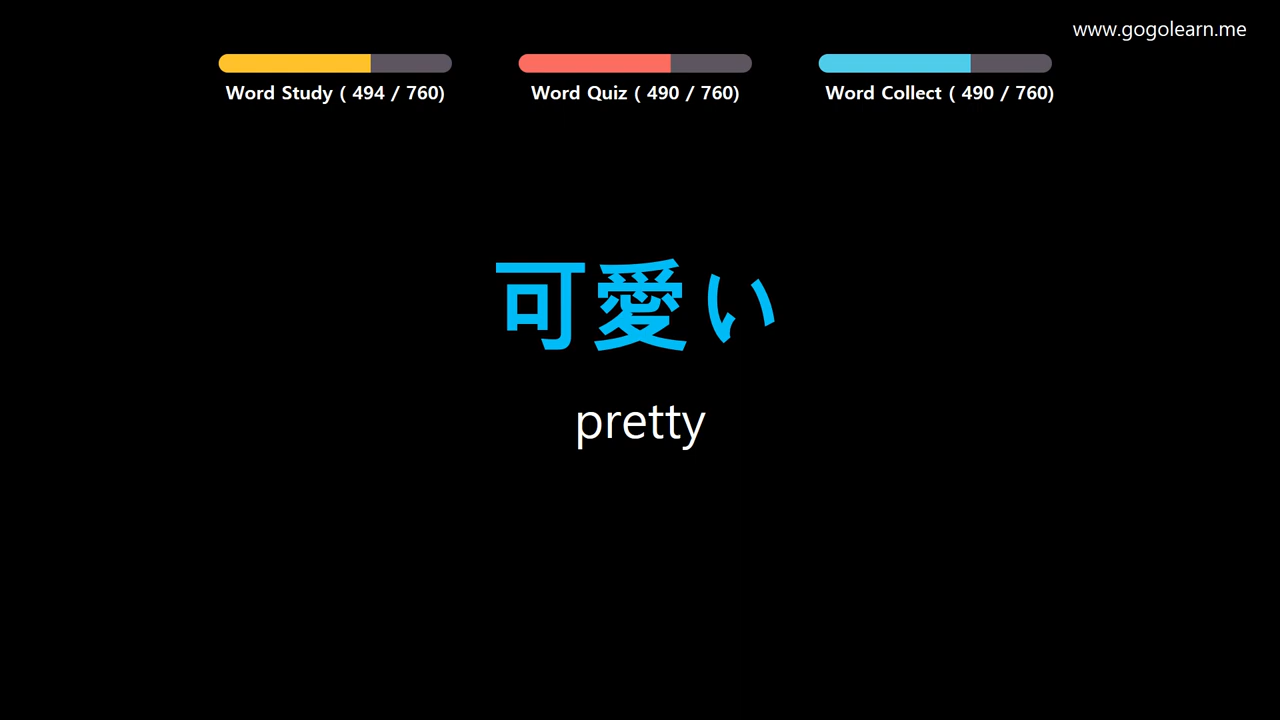 www.gogolearn.me
Word Study ( 494 / 760)
Word Quiz ( 490 / 760)
Word Collect ( 490 / 760)
可愛い
pretty